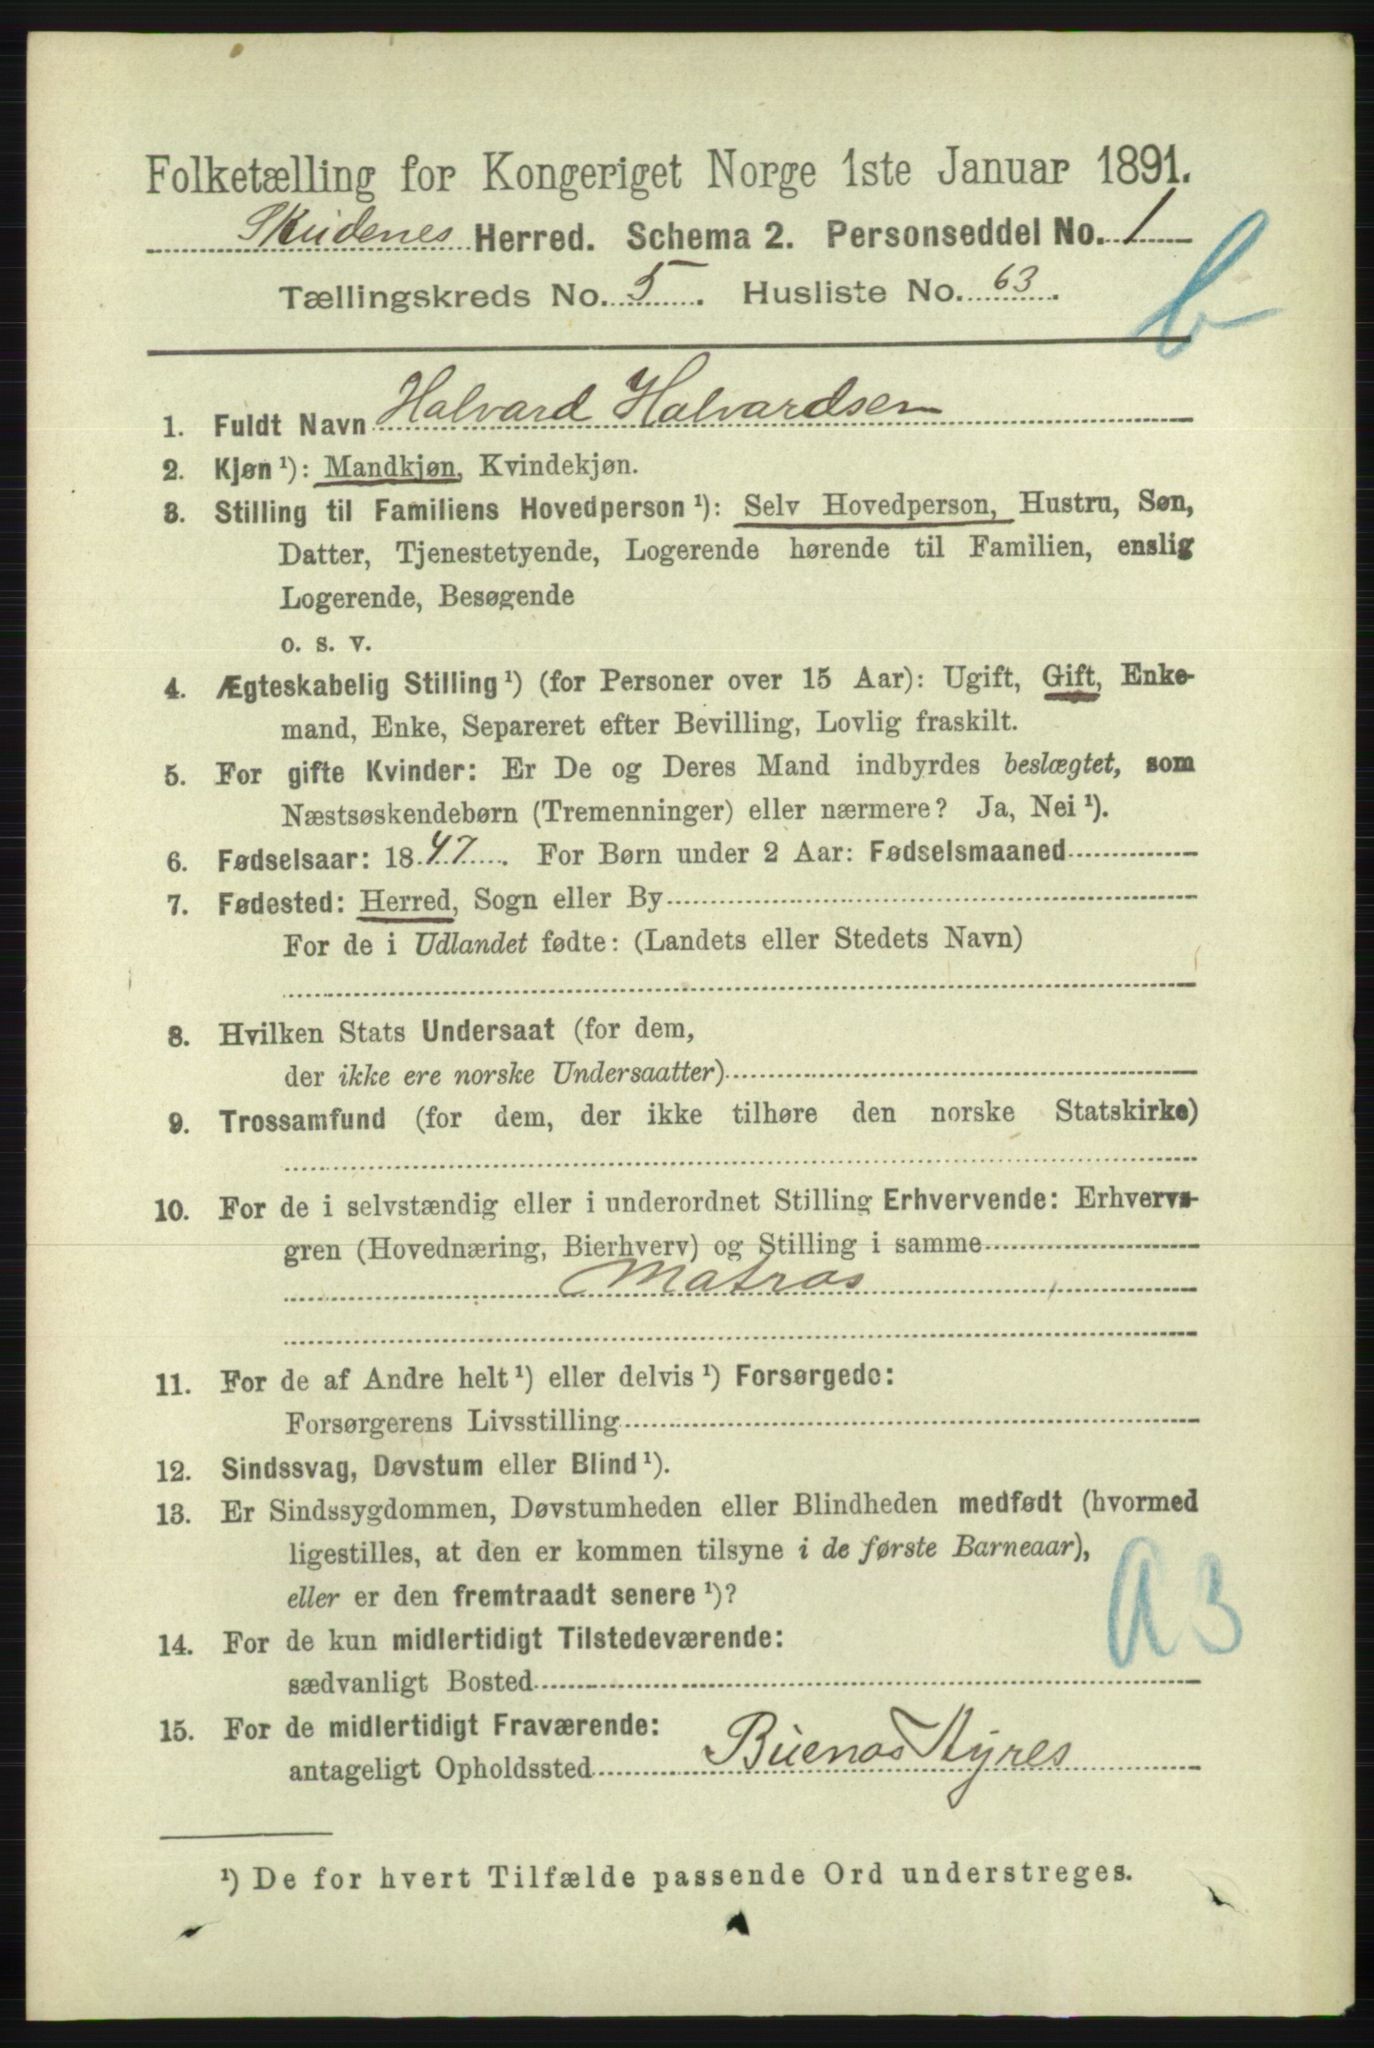 Folketælling for Kongeriget Norge 1ste Januar 1891.
Skudenes Herred. Schema 2. Personseddel No. 1
Tællingskreds No. 5. Husliste No. 63.
b
1. Fuldt Navn Halvard Halvardsen
2. Kjøn ¹): Mandkjøn, Kvindekjøn.
3. Stilling til Familiens Hovedperson ¹): Selv Hovedperson, Hustru, Søn,
Datter, Tjenestetyende, Logerende hørende til Familien, enslig
Logerende, Besøgende
o. s. v.
4. Ægteskabelig Stilling ¹) (for Personer over 15 Aar): Ugift, Gift, Enke-
mand, Enke, Separeret efter Bevilling, Lovlig fraskilt.
5. For gifte Kvinder: Er De og Deres Mand indbyrdes beslægtet, som
Næstsøskendebørn (Tremenninger) eller nærmere? Ja, Nei ¹).
6. Fødselsaar: 1847. For Børn under 2 Aar: Fødselsmaaned
7. Fødested: Herred, Sogn eller By
For de i Udlandet fødte: (Landets eller Stedets Navn)
8. Hvilken Stats Undersaat (for dem,
der ikke ere norske Undersaatter)
9. Trossamfund (for dem, der ikke tilhøre den norske Statskirke)
10. For de i selvstændig eller i underordnet Stilling Erhvervende: Erhvervs-
gren (Hovednæring, Bierhverv) og Stilling i samme
Matros
11. For de af Andre helt ¹) eller delvis ¹) Forsørgede:
Forsørgerens Livsstilling
12. Sindssvag, Døvstum eller Blind ¹).
13. Er Sindssygdommen, Døvstumheden eller Blindheden medfødt (hvormed
ligestilles, at den er kommen tilsyne i de første Barneaar),
eller er den fremtraadt senere ¹)?
A3
14. For de kun midlertidigt Tilstedeværende:
sædvanligt Bosted
15. For de midlertidigt Fraværende:
antageligt Opholdssted Buenos Ayres
¹) De for hvert Tilfælde passende Ord understreges.